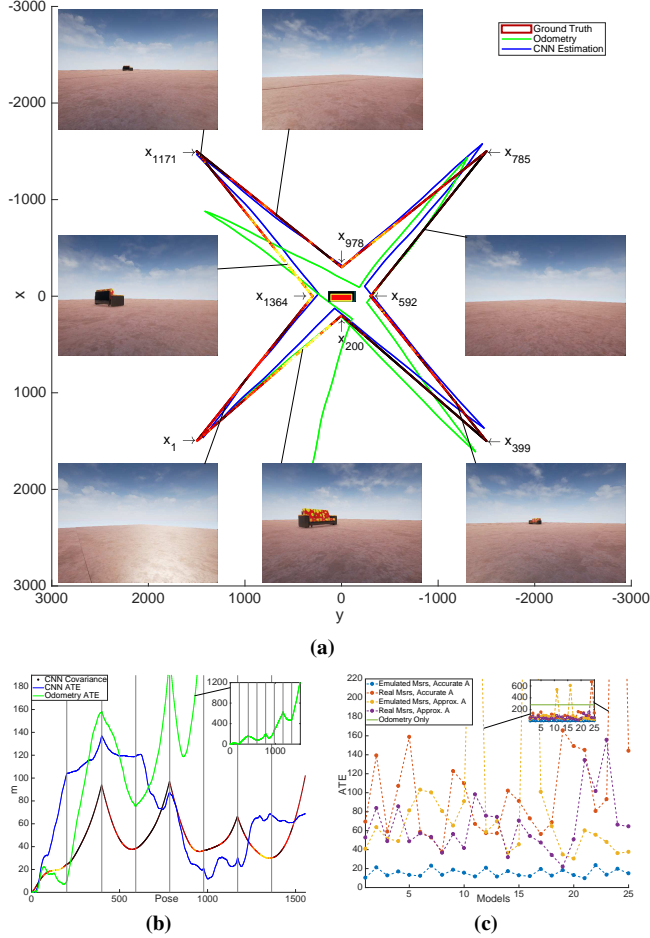 -3000
-2000
-1000
0
1000
2000
3000
x
3000 2000 1000 0 -1000 -2000 -3000
y
Ground Truth
Odometry
CNN Estimation
x1171
x785
x978
x1364
x592
x200
x1
x399
(a)
CNN Covariance
CNN ATE
Odometry ATE
180
160
140
120
100
80
60
40
20
0
m
0 500 1000 1500
Pose
1200
800
400
0
0 1000
(b)
Emulated Msrs, Accurate A
Real Msrs, Accurate A
Emulated Msrs, Approx. A
Real Msrs, Approx. A
Odometry Only
220
200
180
160
140
120
100
80
60
40
20
0
ATE
5 10 15 20 25
Models
600
400
200
5 10 15 20 25
(c)